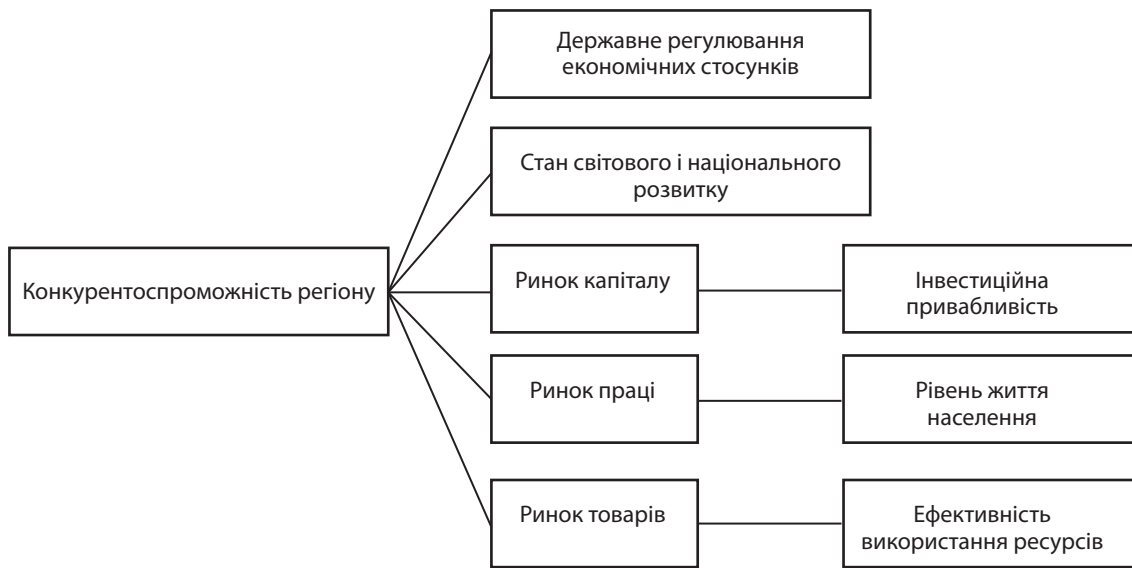 Державне регулювання
економічних стосунків
Стан світового і національного
розвитку
Конкурентоспроможність регіону
Ринок капіталу
Інвестиційна
привабливість
Ринок праці
Рівень життя
населення
Ринок товарів
Ефективність
використання ресурсів